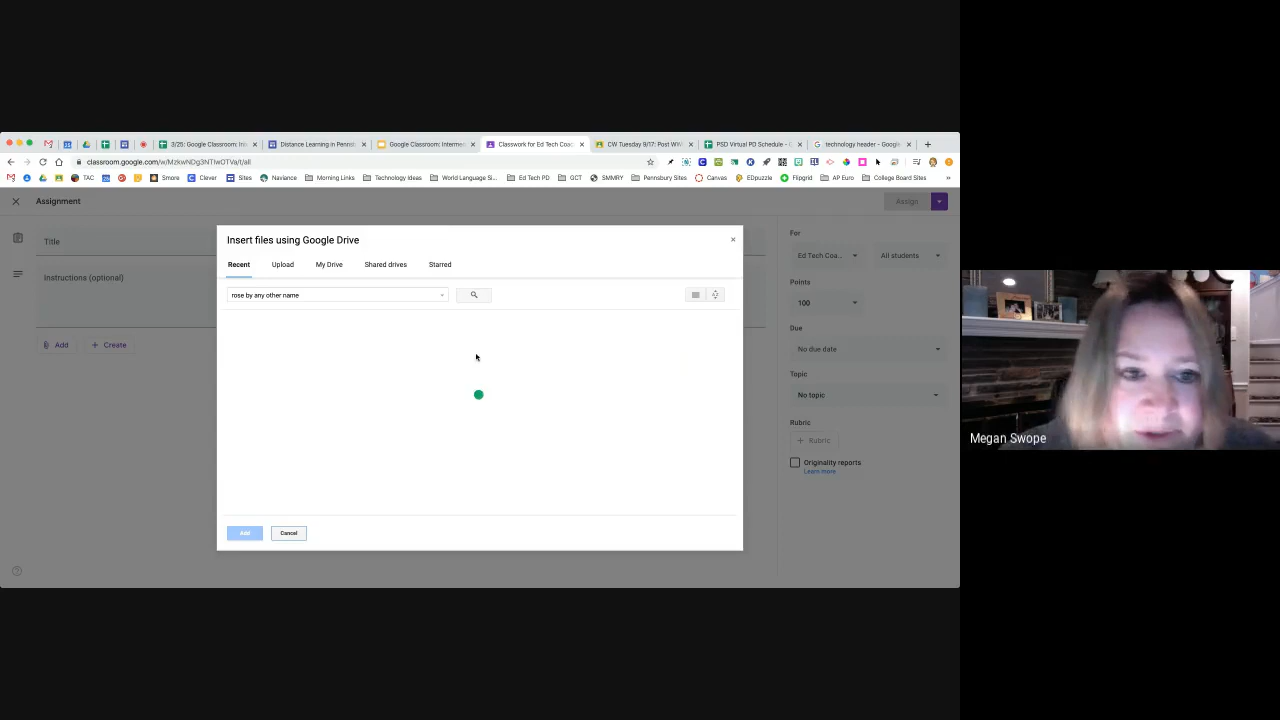 3/25: Google Classroom: Inte
Distance Learning in Pennsb
Google Classroom: Interme
Classwork for Ed Tech Coac
CW Tuesday 9/17: Post WW
PSD Virtual PD Schedule -
technology header - Google
classroom.google.com/w/MzkwNDg3NTIwOTVa/t/all
TAC
Smore
Clever
Sites
Naviance
Morning Links
Technology Ideas
World Language Si...
Ed Tech PD
GCT
SMMRY
Pennsbury Sites
Canvas
EDpuzzle
Flipgrid
AP Euro
College Board Sites
Assignment
Assign
Title
Instructions (optional)
Add
Create
Insert files using Google Drive
Recent
Upload
My Drive
Shared drives
Starred
rose by any other name
Add
Cancel
For
Ed Tech Coa...
All students
Points
100
Due
No due date
Topic
No topic
Rubric
+ Rubric
Originality reports
Learn more
Megan Swope